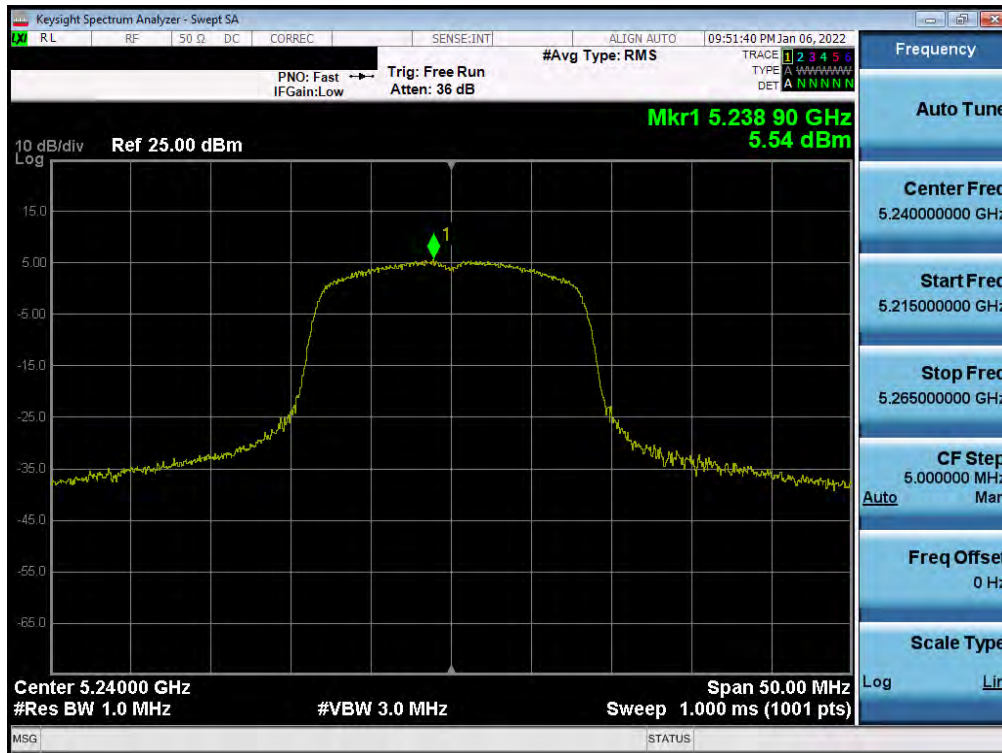 Keysight Spectrum Analyzer - Swept SA
LXI RL RF 50 Ω DC CORREC SENSE:INT ALIGN AUTO 09:51:40 PM Jan 06, 2022
PNO: Fast Trig: Free Run #Avg Type: RMS TRACE 1 2 3 4 5 6
IFGain:Low Atten: 36 dB TYPE A WWWWWW
DET A N N N N N
Mkr1 5.238 90 GHz
5.54 dBm
10 dB/div Ref 25.00 dBm
Log
1
15.0
5.00
-5.00
-15.0
-25.0
-35.0
-45.0
-55.0
-65.0
Center 5.24000 GHz Span 50.00 MHz
#Res BW 1.0 MHz #VBW 3.0 MHz Sweep 1.000 ms (1001 pts)
MSG STATUS
Frequency
Auto Tune
Center Freq
5.240000000 GHz
Start Freq
5.215000000 GHz
Stop Freq
5.265000000 GHz
CF Step
5.000000 MHz
Auto Man
Freq Offset
0 Hz
Scale Type
Log Lin